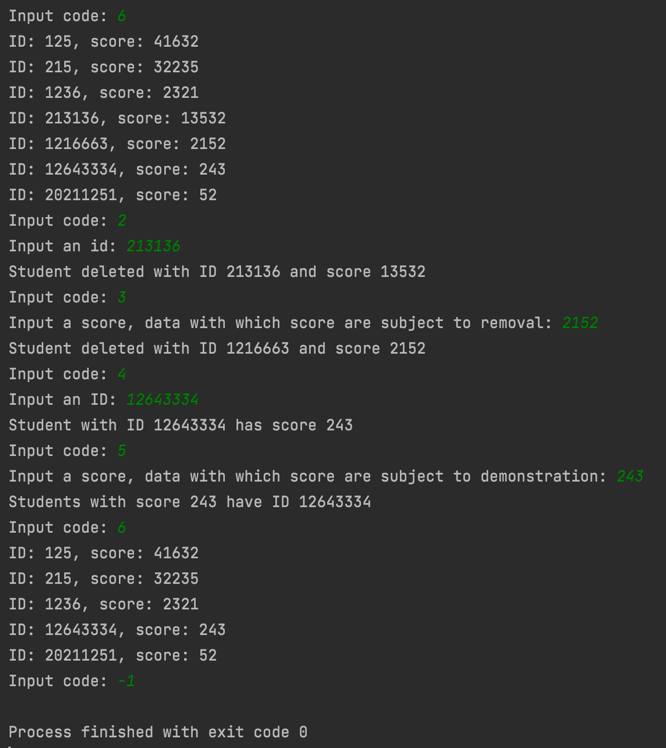 Input code: 6
ID: 125, score: 41632
ID: 215, score: 32235
ID: 1236, score: 2321
ID: 213136, score: 13532
ID: 1216663, score: 2152
ID: 12643334, score: 243
ID: 20211251, score: 52
Input code: 2
Input an id: 213136
Student deleted with ID 213136 and score 13532
Input code: 3
Input a score, data with which score are subject to removal: 2152
Student deleted with ID 1216663 and score 2152
Input code: 4
Input an ID: 12643334
Student with ID 12643334 has score 243
Input code: 5
Input a score, data with which score are subject to demonstration: 243
Students with score 243 have ID 12643334
Input code: 6
ID: 125, score: 41632
ID: 215, score: 32235
ID: 1236, score: 2321
ID: 12643334, score: 243
ID: 20211251, score: 52
Input code: -1
Process finished with exit code 0